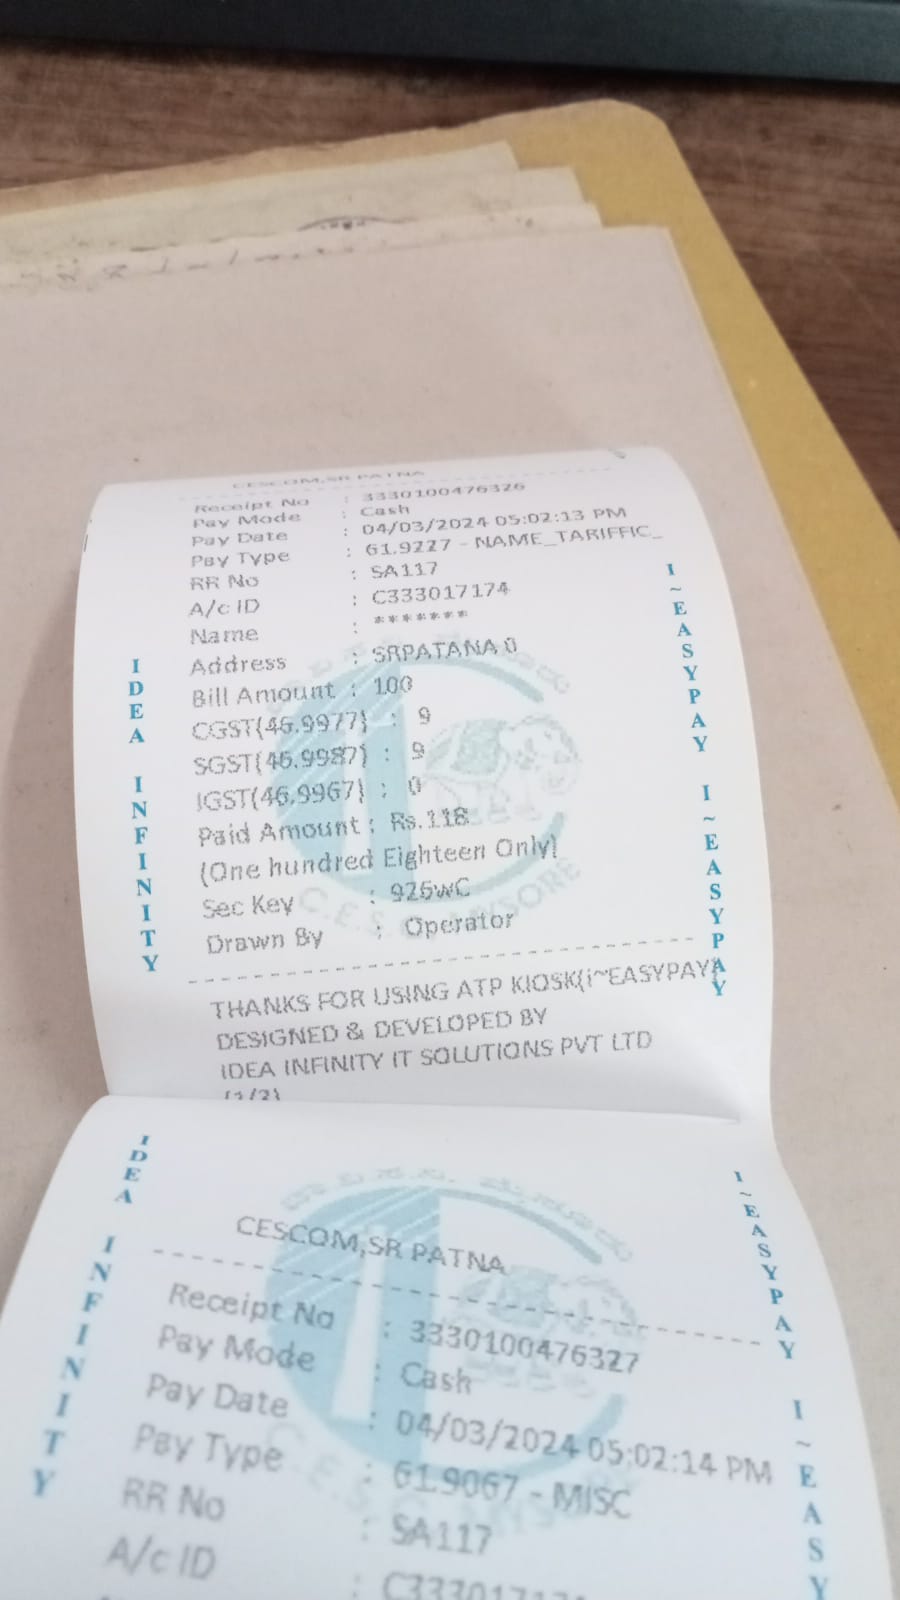 CESCOM,SR PATNA
Receipt No : 3330100476326
Pay Mode : Cash
Pay Date : 04/03/2024 05:02:13 PM
Pay Type : 61.9227 - NAME_TARIFFIC_
RR No : SA117
A/c ID : C333017174
Name : *******
Address : SRPATANA 0
Bill Amount : 100
CGST(46.9977) : 9
SGST(46.9987) : 9
IGST(46.9967) : 0
Paid Amount : Rs.118
(One hundred Eighteen Only)
Sec Key : 926wC
Drawn By : Operator
THANKS FOR USING ATP KIOSK(i~EASYPAY)
DESIGNED & DEVELOPED BY
IDEA INFINITY IT SOLUTIONS PVT LTD
IDEA INFINITY
I~EASYPAY I~EASYPAY
C.E.S.C. MYSORE
CESCOM,SR PATNA
Receipt No : 3330100476327
Pay Mode : Cash
Pay Date : 04/03/2024 05:02:14 PM
Pay Type : 61.9067 - MISC
RR No : SA117
A/c ID
IDEA INFINITY
I~EASYPAY I~EASY